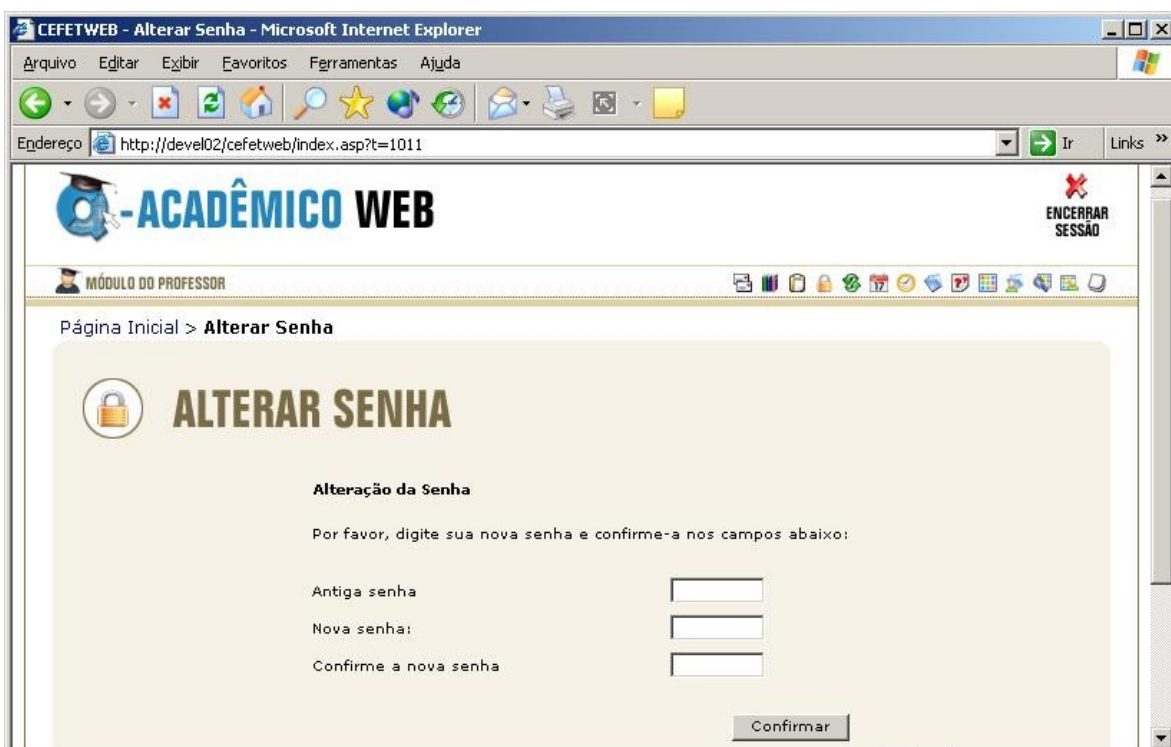 CEFETWEB - Alterar Senha - Microsoft Internet Explorer
Arquivo Editar Exibir Favoritos Ferramentas Ajuda
Endereço http://devel02/cefetweb/index.asp?t=1011 Ir Links »
Q-ACADÊMICO WEB
ENCERRAR
SESSÃO
MÓDULO DO PROFESSOR
17
Página Inicial > Alterar Senha
ALTERAR SENHA
Alteração da Senha
Por favor, digite sua nova senha e confirme-a nos campos abaixo:
Antiga senha
Nova senha:
Confirme a nova senha
Confirmar